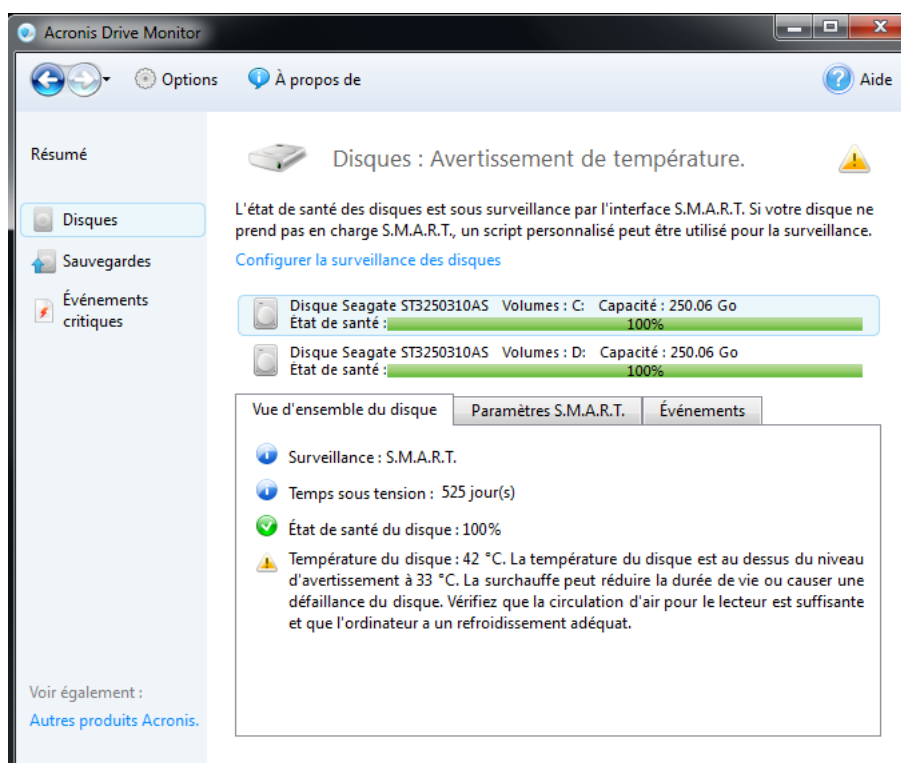 Acronis Drive Monitor
Options
À propos de
Aide
Résumé
Disques
Sauvegardes
Événements
critiques
Voir également :
Autres produits Acronis.
Disques : Avertissement de température.
L'état de santé des disques est sous surveillance par l'interface S.M.A.R.T. Si votre disque ne
prend pas en charge S.M.A.R.T., un script personnalisé peut être utilisé pour la surveillance.
Configurer la surveillance des disques
Disque Seagate ST3250310AS Volumes : C: Capacité : 250.06 Go
État de santé : 100%
Disque Seagate ST3250310AS Volumes : D: Capacité : 250.06 Go
État de santé : 100%
Vue d'ensemble du disque
Paramètres S.M.A.R.T.
Événements
Surveillance : S.M.A.R.T.
Temps sous tension : 525 jour(s)
État de santé du disque : 100%
Température du disque : 42 °C. La température du disque est au dessus du niveau
d'avertissement à 33 °C. La surchauffe peut réduire la durée de vie ou causer une
défaillance du disque. Vérifiez que la circulation d'air pour le lecteur est suffisante
et que l'ordinateur a un refroidissement adéquat.